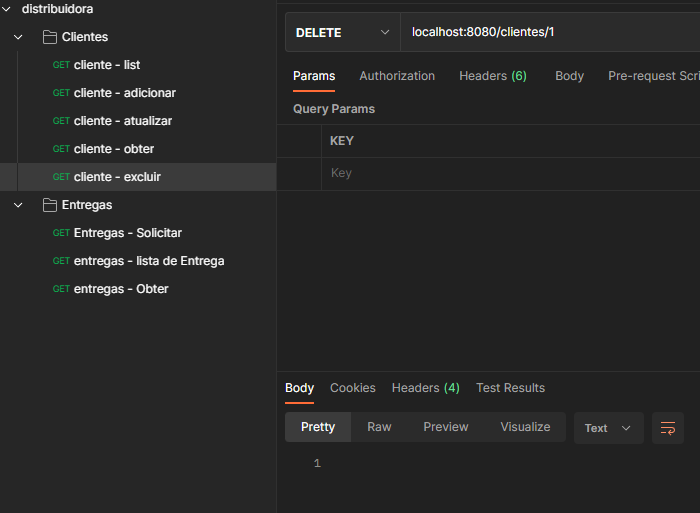 distribuidora
Clientes
GET cliente - list
GET cliente - adicionar
GET cliente - atualizar
GET cliente - obter
GET cliente - excluir
Entregas
GET Entregas - Solicitar
GET entregas - lista de Entrega
GET entregas - Obter
DELETE localhost:8080/clientes/1
Params Authorization Headers (6) Body Pre-request Scri
Query Params
KEY
Key
Body Cookies Headers (4) Test Results
Pretty Raw Preview Visualize Text
1